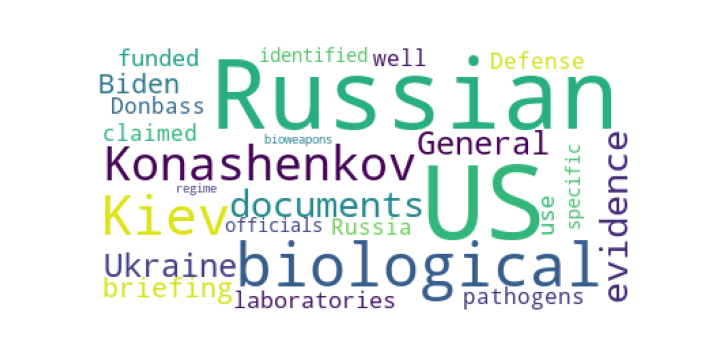 funded
identified
well
Defense
Biden
Russian
Donbass
claimed
bioweapons
General
Konashenkov
evidence
specific
regime
US
use
Kiev
documents
officials
Russia
Ukraine
biological
briefing
laboratories
pathogens